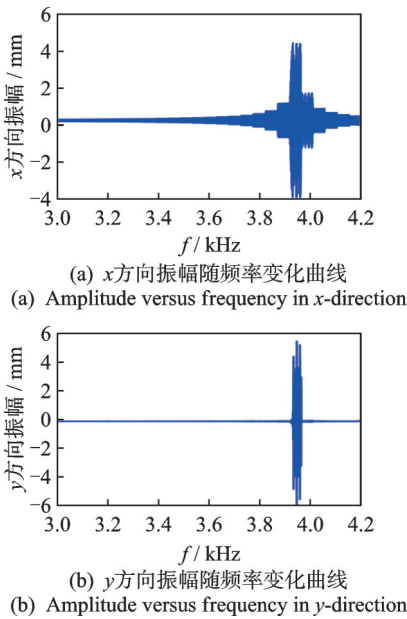 6
4
2
0
−2
−4
x方向振幅 / mm
3.0 3.2 3.4 3.6 3.8 4.0 4.2
f / kHz
(a) x方向振幅随频率变化曲线
(a) Amplitude versus frequency in x-direction
6
4
2
0
−2
−4
−6
y方向振幅 / mm
3.0 3.2 3.4 3.6 3.8 4.0 4.2
f / kHz
(b) y方向振幅随频率变化曲线
(b) Amplitude versus frequency in y-direction